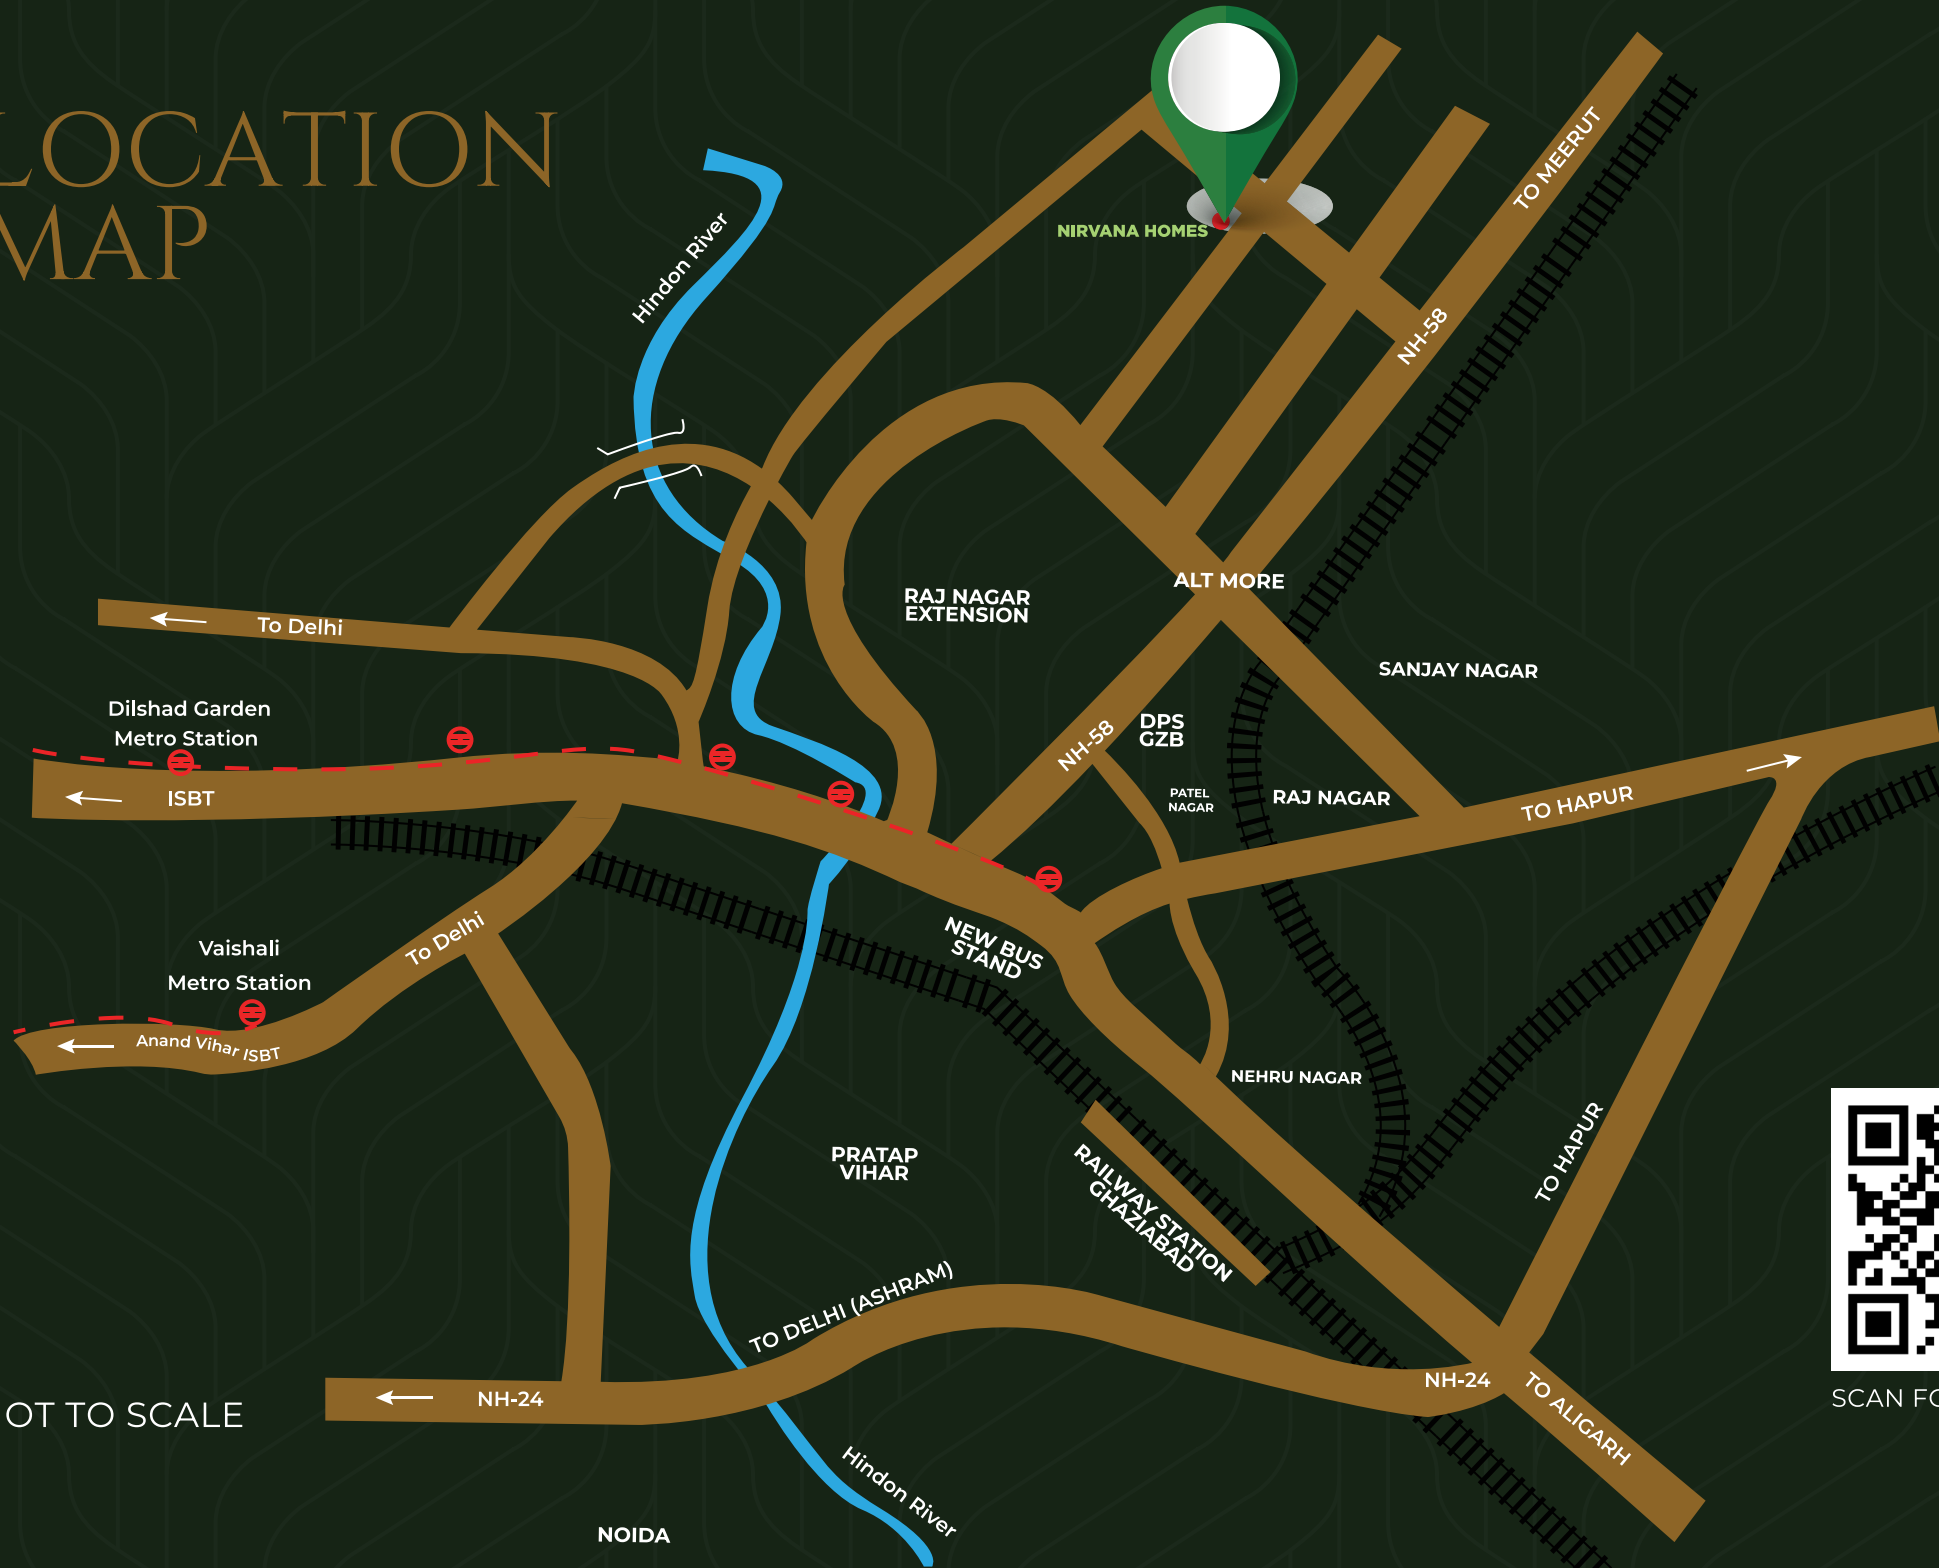 LOCATION
MAP
Hindon River
NIRVANA HOMES
TO MEERUT
NH-58
RAJ NAGAR
EXTENSION
ALT MORE
To Delhi
SANJAY NAGAR
Dilshad Garden
Metro Station
DPS
GZB
NH-58
ISBT
PATEL
NAGAR
RAJ NAGAR
TO HAPUR
NEW BUS
STAND
To Delhi
Vaishali
Metro Station
Anand Vihar ISBT
NEHRU NAGAR
PRATAP
VIHAR
RAILWAY STATION
GHAZIABAD
TO HAPUR
TO DELHI (ASHRAM)
NH-24
NH-24
TO ALIGARH
OT TO SCALE
SCAN FO
Hindon River
NOIDA